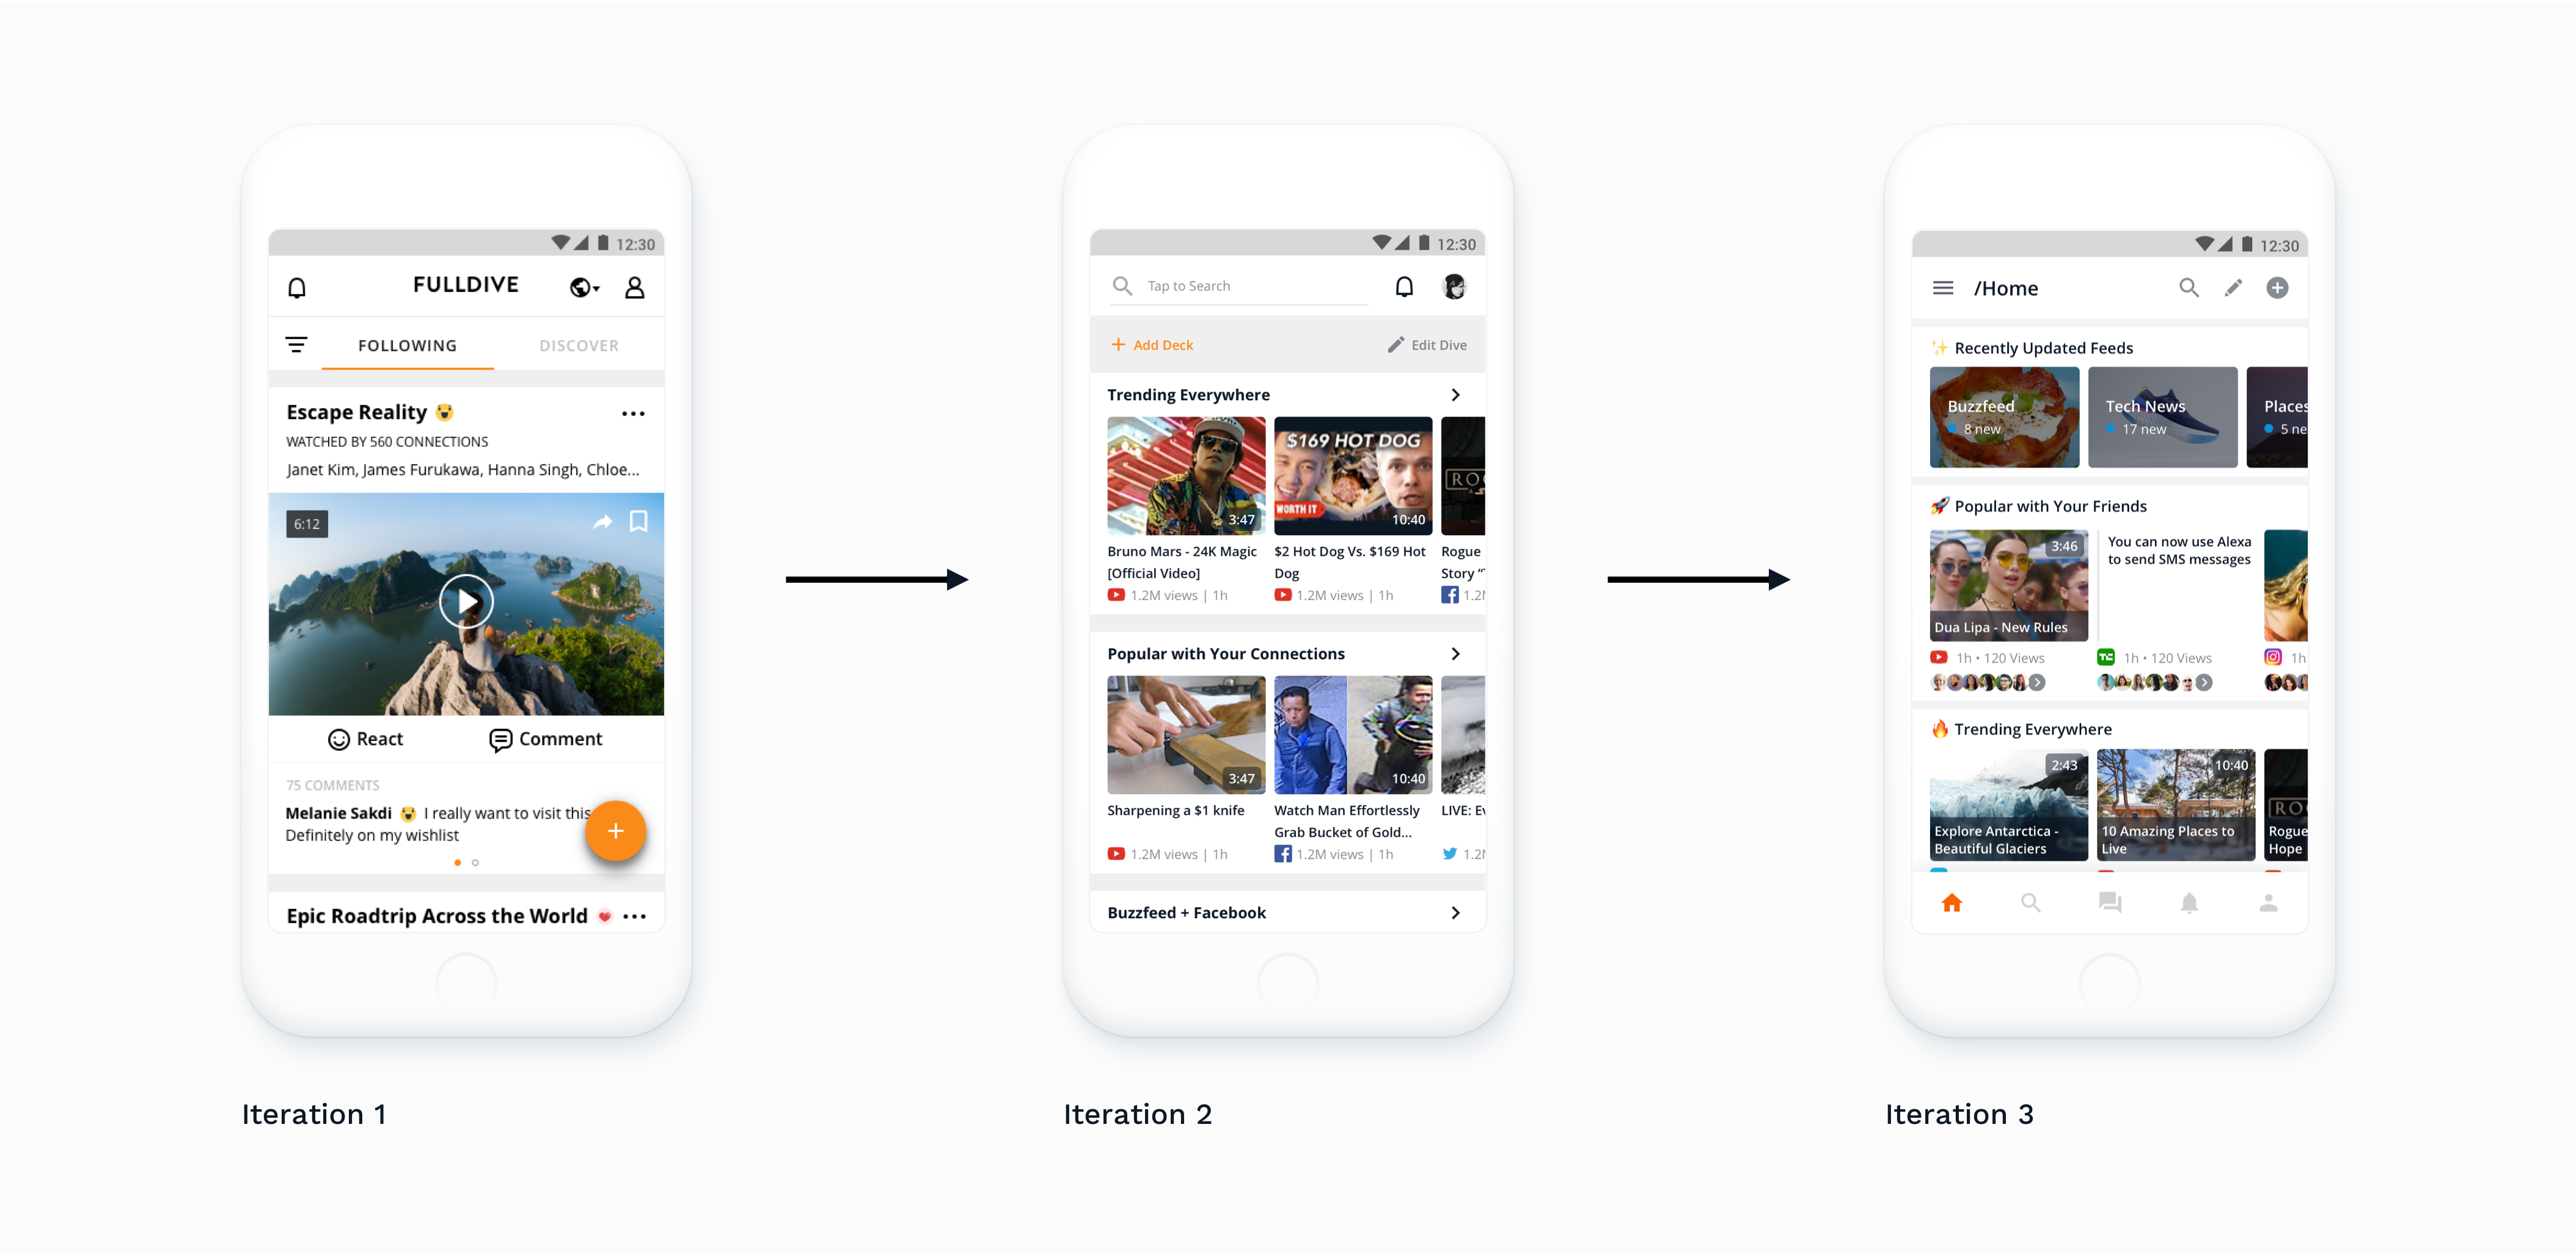 12:30
FULLDIVE
FOLLOWING DISCOVER
Escape Reality
WATCHED BY 560 CONNECTIONS
Janet Kim, James Furukawa, Hanna Singh, Chloe...
6:12
React Comment
75 COMMENTS
Melanie Sakdi I really want to visit this
Definitely on my wishlist
Epic Roadtrip Across the World
Iteration 1
12:30
Tap to Search
Add Deck Edit Dive
Trending Everywhere
$169 HOT DOG
WORTH IT
3:47 10:40
Bruno Mars - 24K Magic
[Official Video]
1.2M views | 1h
$2 Hot Dog Vs. $169 Hot
Dog
1.2M views | 1h
Rogue
Story “
1.2
Popular with Your Connections
3:47 10:40
Sharpening a $1 knife
1.2M views | 1h
Watch Man Effortlessly
Grab Bucket of Gold...
1.2M views | 1h
LIVE:
1.2
Buzzfeed + Facebook
Iteration 2
12:30
/Home
Recently Updated Feeds
Buzzfeed
8 new
Tech News
17 new
Places
5 ne
Popular with Your Friends
3:46
Dua Lipa - New Rules
1h • 120 Views
You can now use Alexa
to send SMS messages
1h • 120 Views
1h
Trending Everywhere
2:43
Explore Antarctica -
Beautiful Glaciers
10:40
10 Amazing Places to
Live
Rogue
Hope
Iteration 3